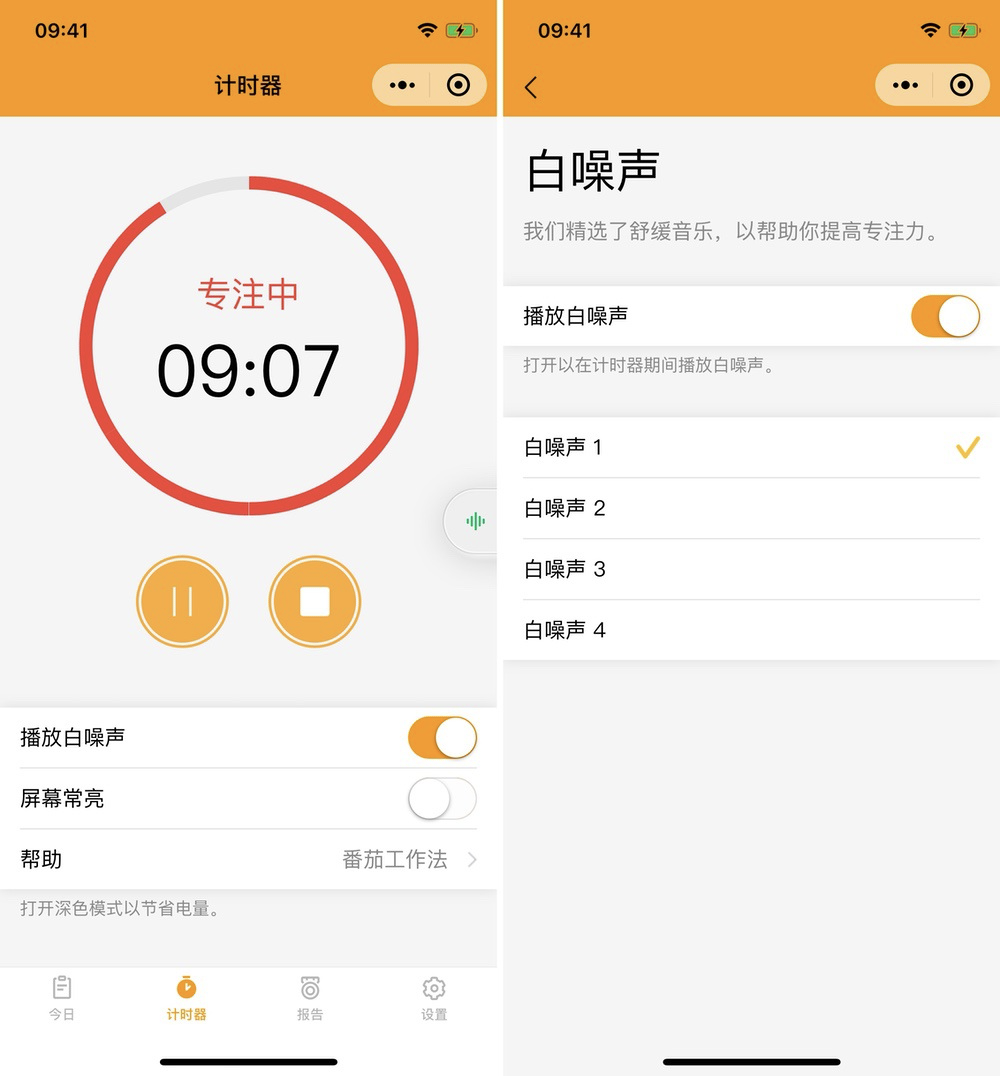 09:41
计时器
专注中
09:07
播放白噪声
屏幕常亮
帮助 番茄工作法
打开深色模式以节省电量。
今日 计时器 报告 设置
09:41
白噪声
我们精选了舒缓音乐，以帮助你提高专注力。
播放白噪声
打开以在计时器期间播放白噪声。
白噪声 1
白噪声 2
白噪声 3
白噪声 4